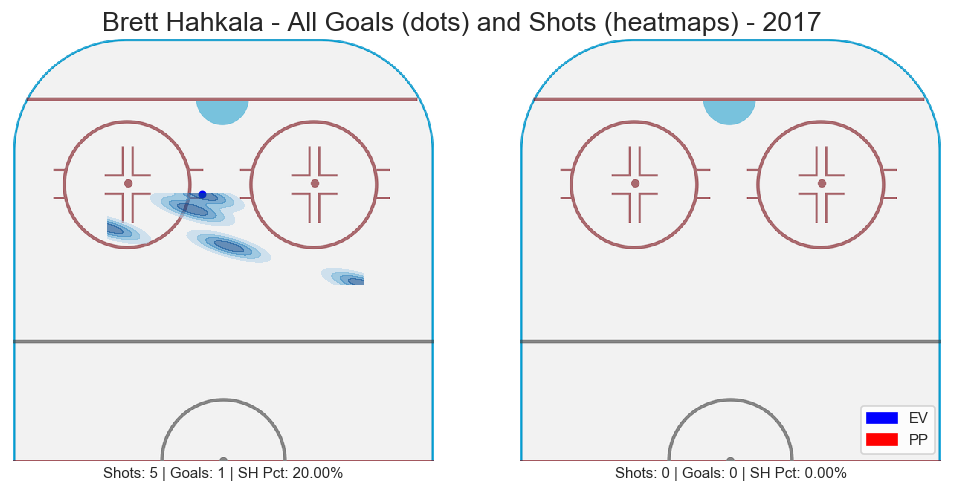 Brett Hahkala - All Goals (dots) and Shots (heatmaps) - 2017
EV
PP
Shots: 5 | Goals: 1 | SH Pct: 20.00%
Shots: 0 | Goals: 0 | SH Pct: 0.00%